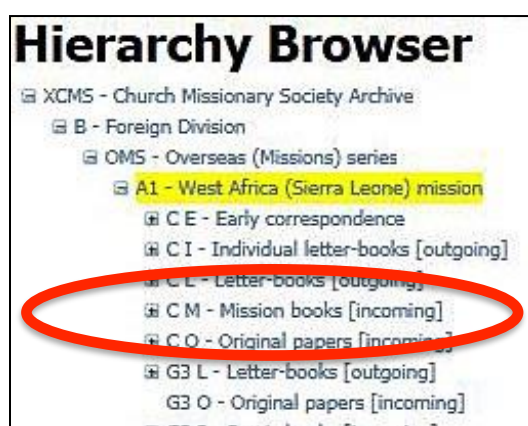 Hierarchy Browser
XCMS - Church Missionary Society Archive
B - Foreign Division
OMS - Overseas (Missions) series
A1 - West Africa (Sierra Leone) mission
C E - Early correspondence
C I - Individual letter-books [outgoing]
C L - Letter-books [outgoing]
C M - Mission books [incoming]
C O - Original papers [incoming]
G3 L - Letter-books [outgoing]
G3 O - Original papers [incoming]